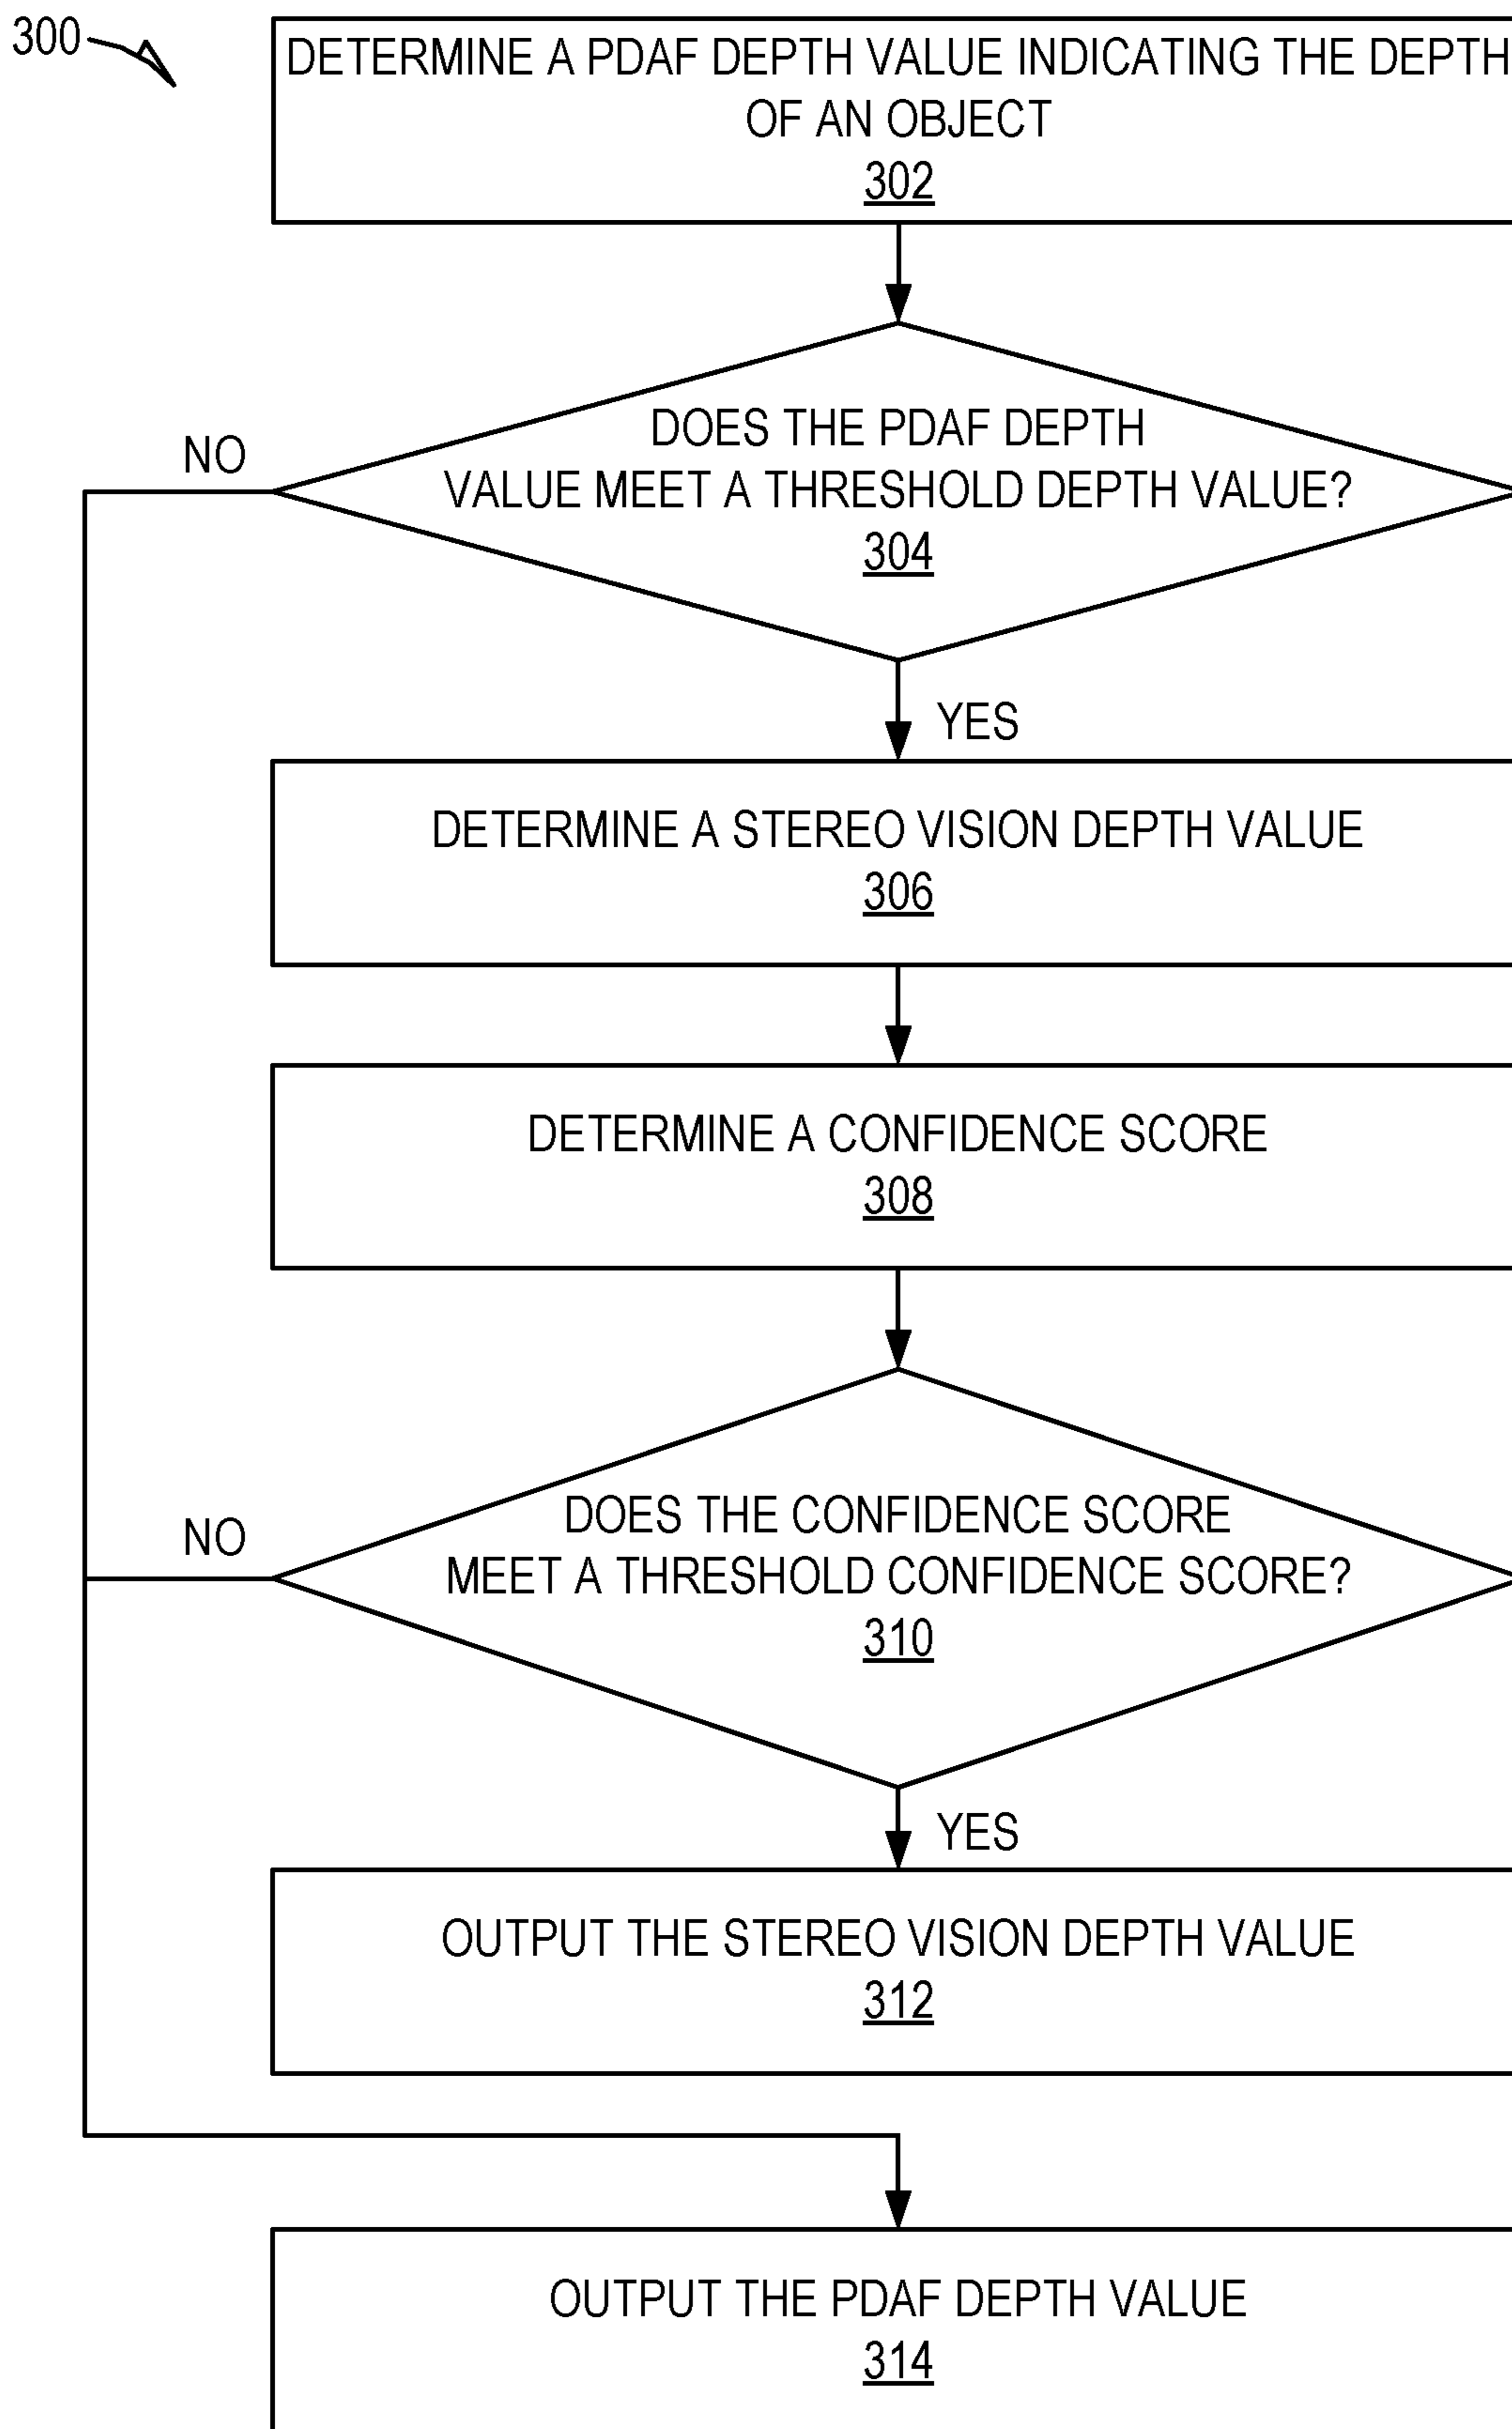 300
DETERMINE A PDAF DEPTH VALUE INDICATING THE DEPTH
OF AN OBJECT
302
DOES THE PDAF DEPTH
VALUE MEET A THRESHOLD DEPTH VALUE?
304
NO
YES
DETERMINE A STEREO VISION DEPTH VALUE
306
DETERMINE A CONFIDENCE SCORE
308
DOES THE CONFIDENCE SCORE
MEET A THRESHOLD CONFIDENCE SCORE?
310
NO
YES
OUTPUT THE STEREO VISION DEPTH VALUE
312
OUTPUT THE PDAF DEPTH VALUE
314